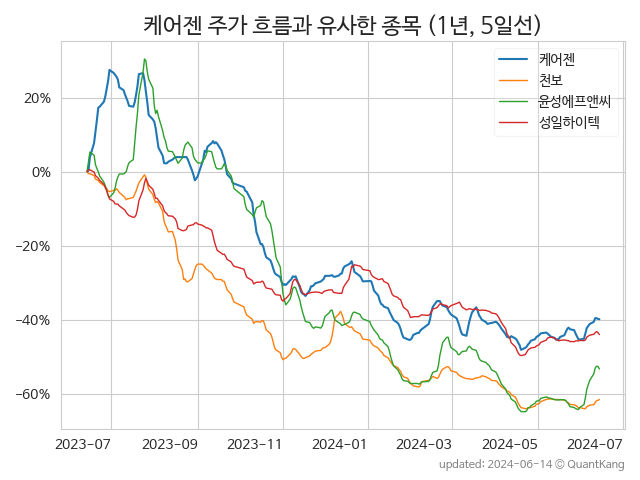 케어젠 주가 흐름과 유사한 종목 (1년, 5일선)
케어젠
천보
윤성에프앤씨
성일하이텍
20%
0%
−20%
−40%
−60%
2023-07 2023-09 2023-11 2024-01 2024-03 2024-05 2024-07
updated: 2024-06-14 © QuantKang